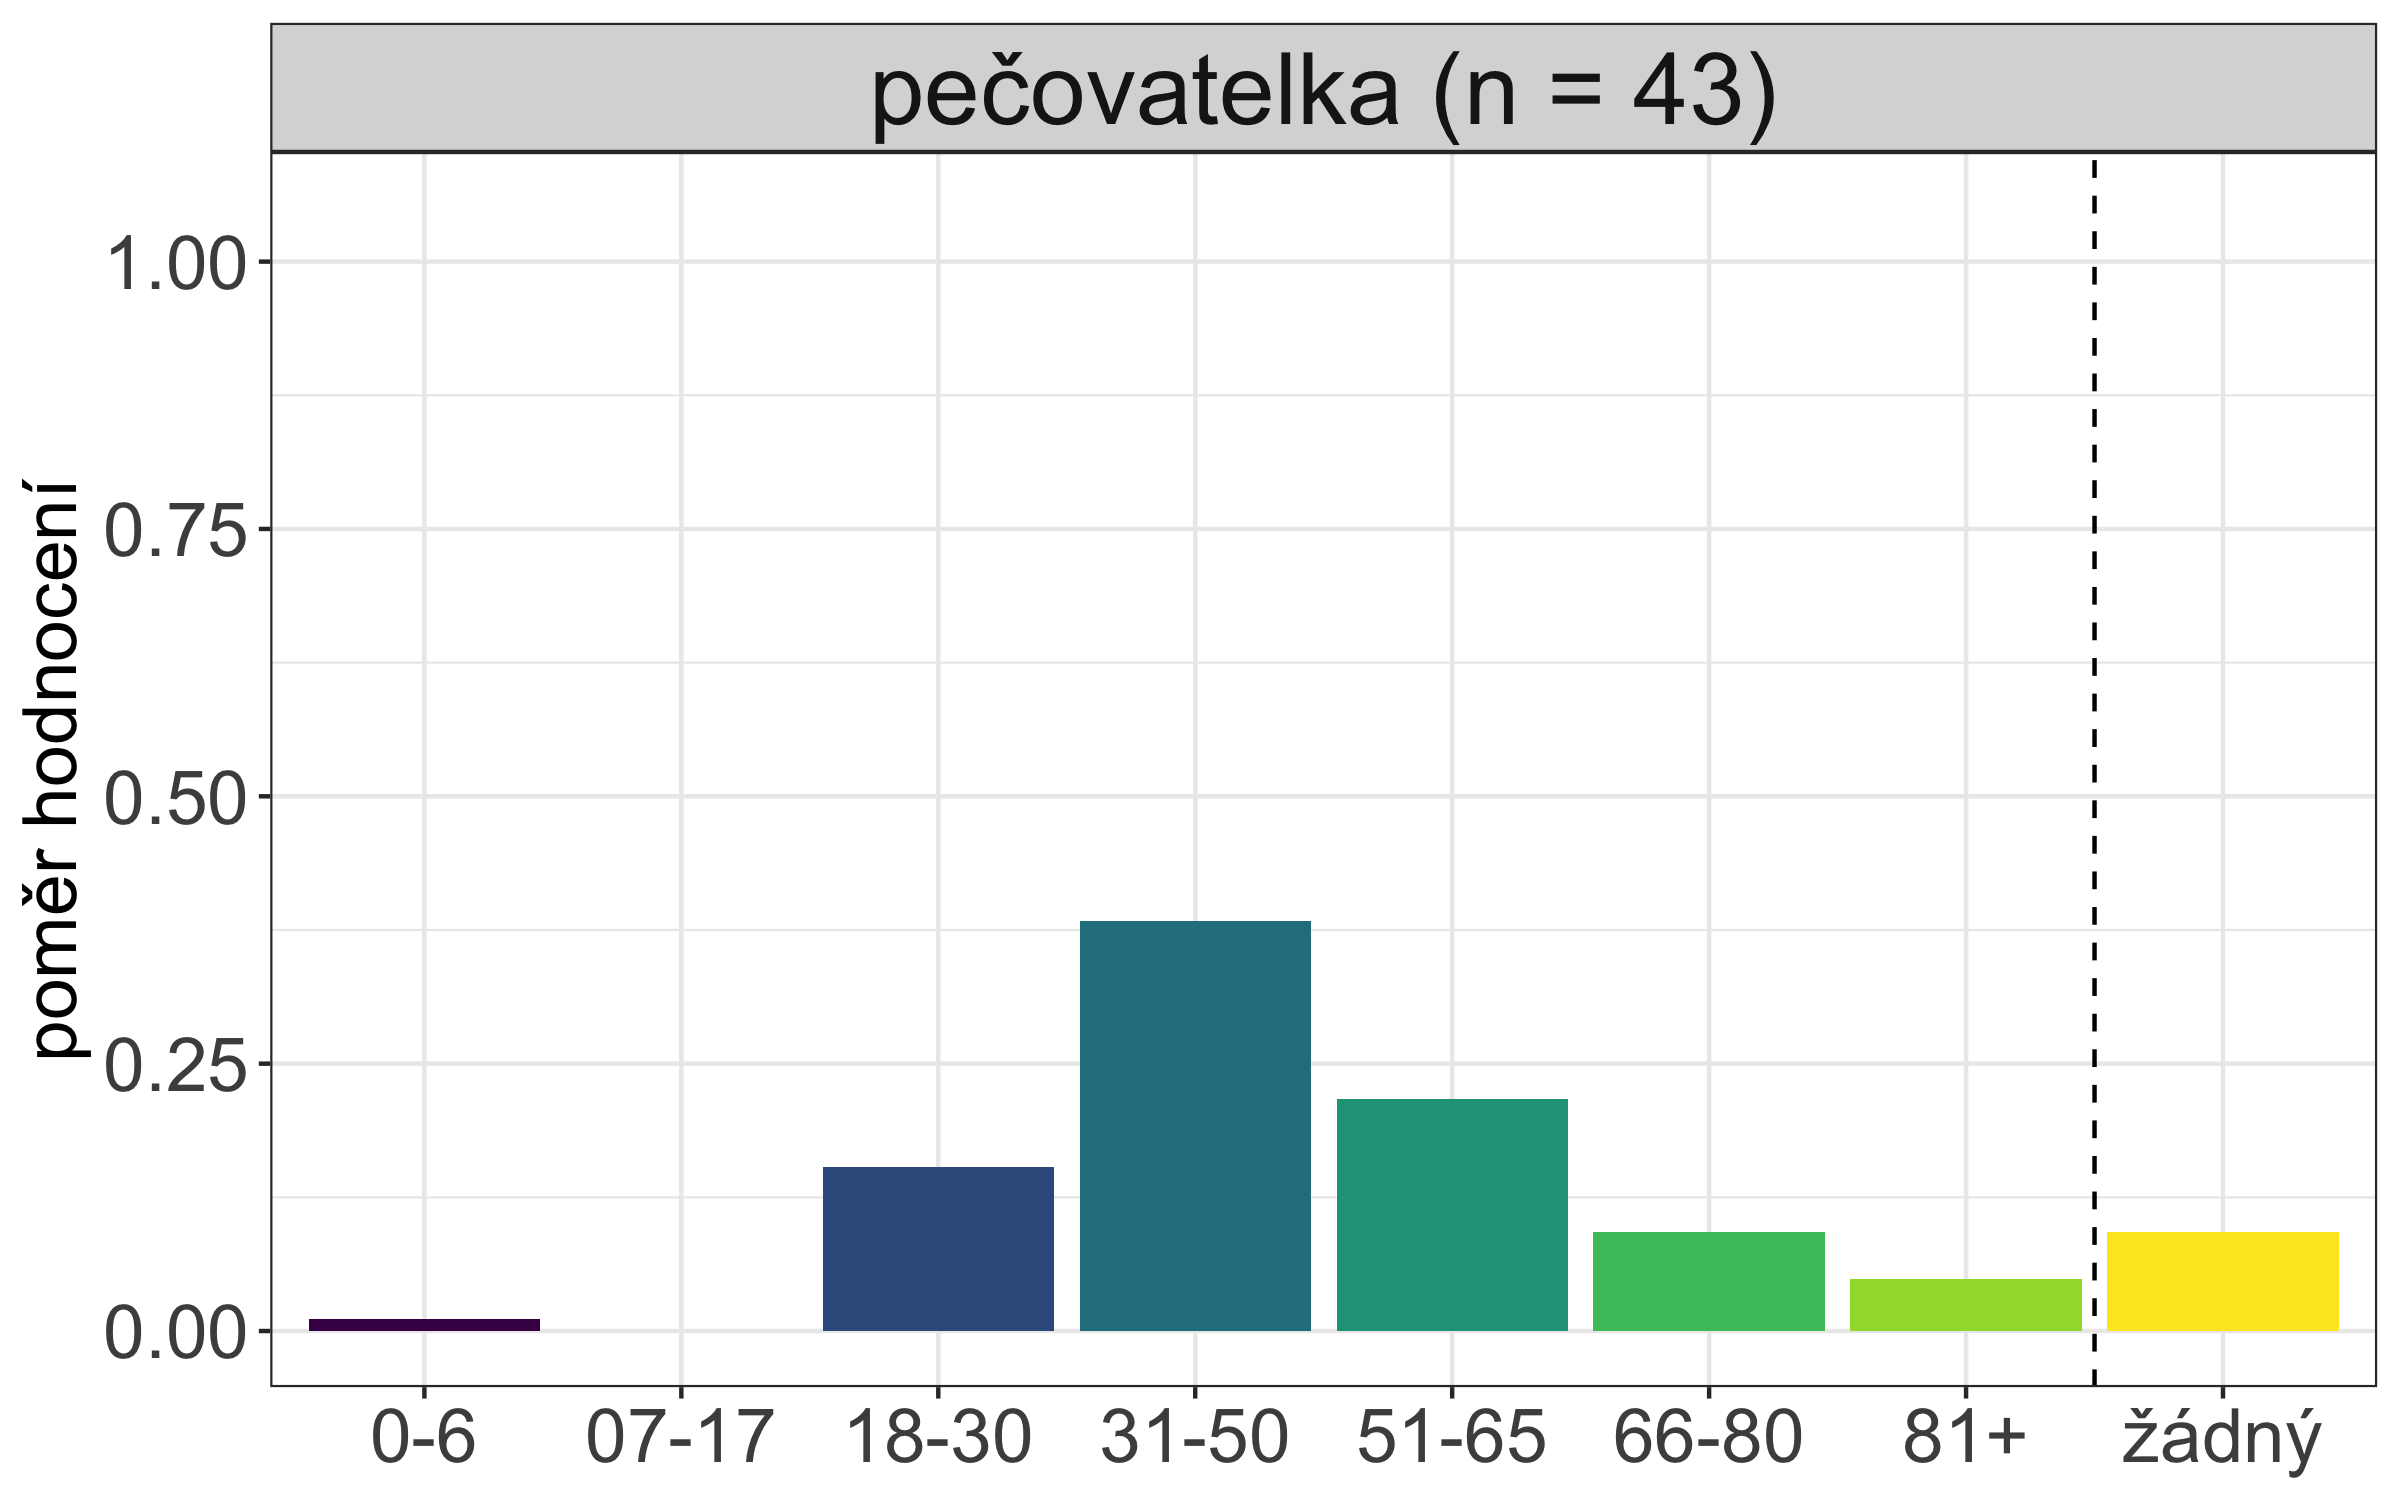 pečovatelka (n = 43)
poměr hodnocení
1.00
0.75
0.50
0.25
0.00
0-6 07-17 18-30 31-50 51-65 66-80 81+ žádný